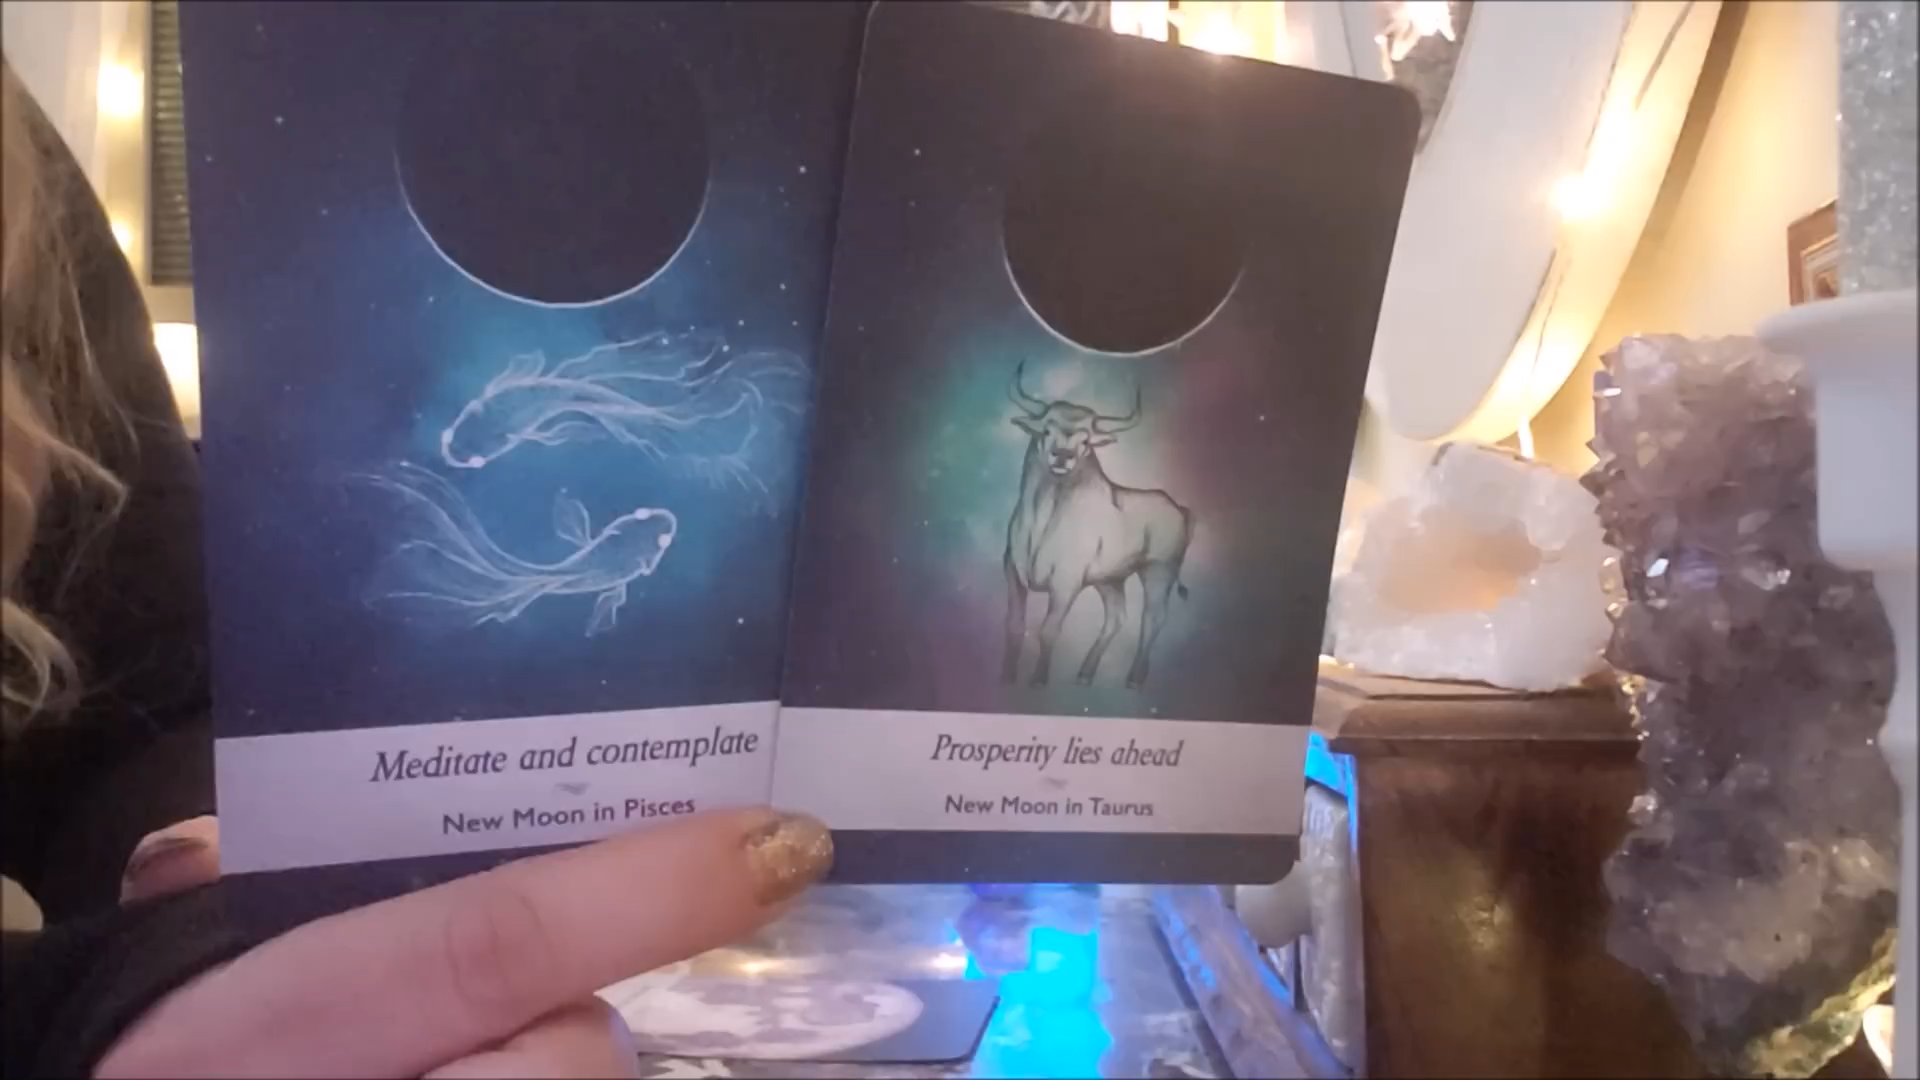 Meditate and contemplate
New Moon in Pisces
Prosperity lies ahead
New Moon in Taurus